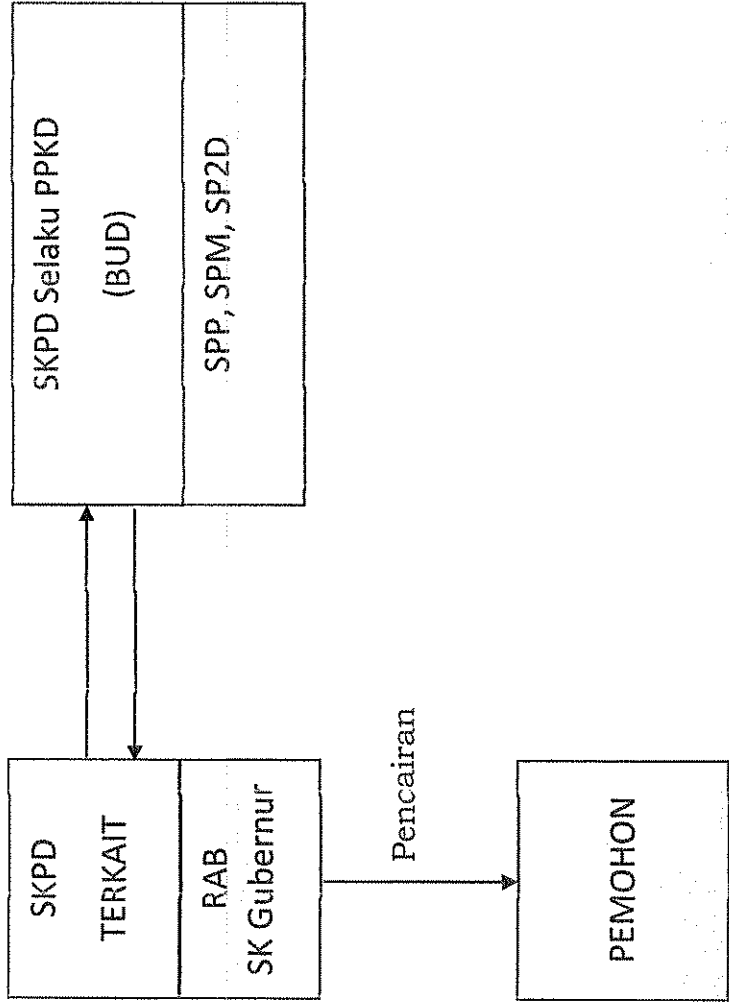 SKPD
TERKAIT
RAB
SK Gubernur
SKPD Selaku PPKD
(BUD)
SPP, SPM, SP2D
Pencairan
PEMOHON